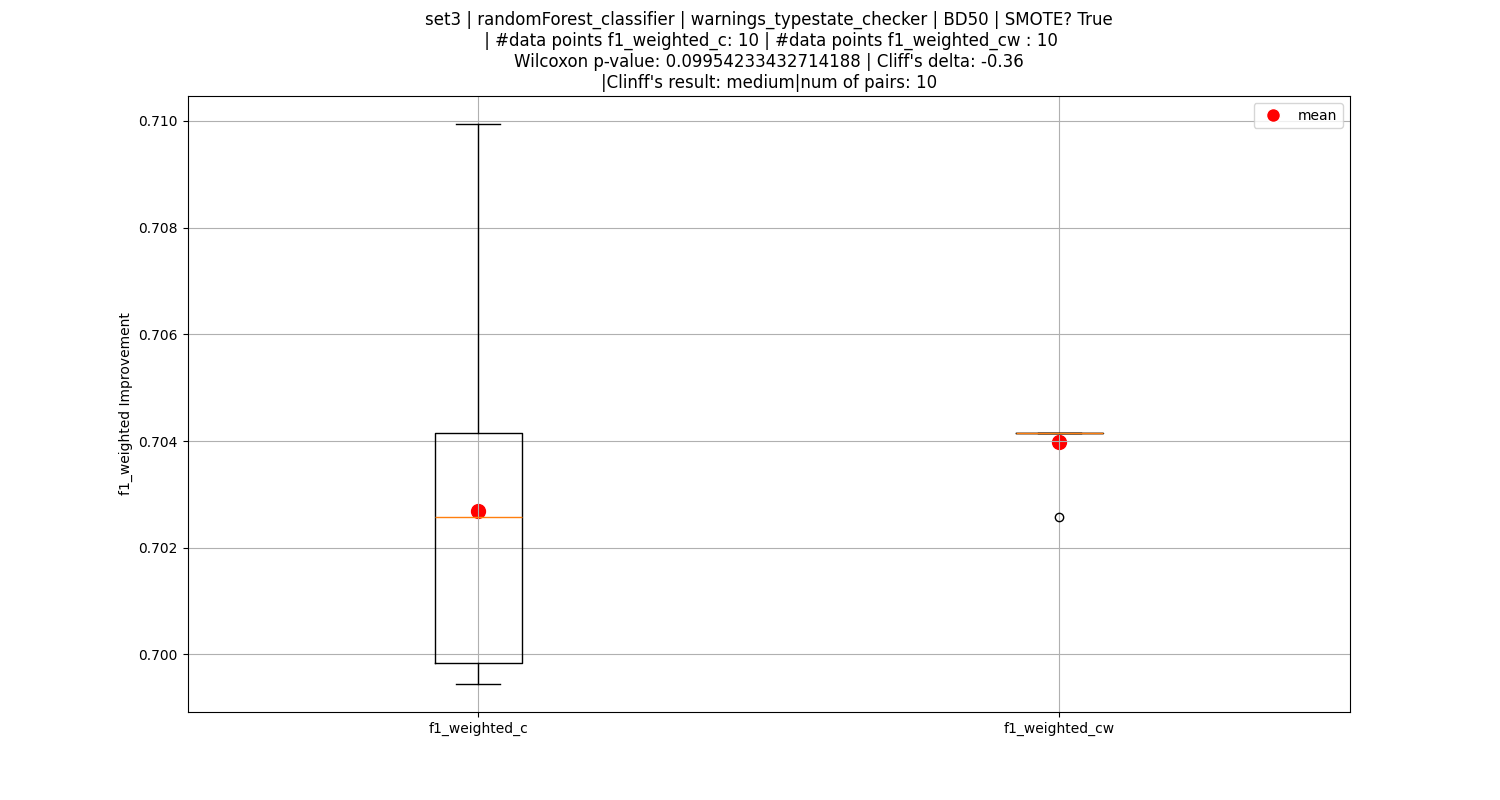 set3 | randomForest_classifier | warnings_typestate_checker | BD50 | SMOTE? True
| #data points f1_weighted_c: 10 | #data points f1_weighted_cw : 10
Wilcoxon p-value: 0.09954233432714188 | Cliff's delta: -0.36
|Clinff's result: medium|num of pairs: 10
mean
0.710
0.708
0.706
0.704
0.702
0.700
f1_weighted Improvement
f1_weighted_c
f1_weighted_cw